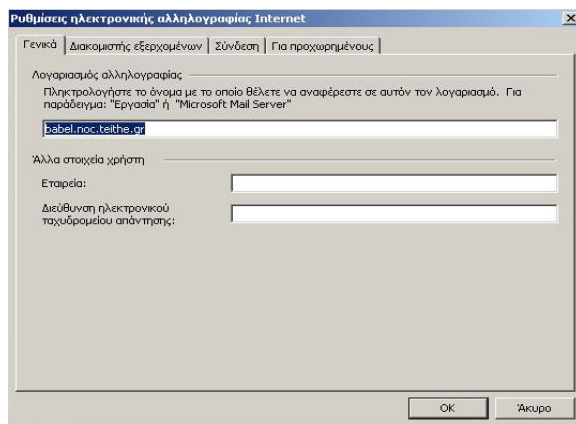 Ρυθμίσεις ηλεκτρονικής αλληλογραφίας Internet
Γενικά Διακομιστής εξερχομένων Σύνδεση Για προχωρημένους
Λογαριασμός αλληλογραφίας
Πληκτρολογήστε το όνομα με το οποίο θέλετε να αναφέρεστε σε αυτόν τον λογαριασμό. Για
παράδειγμα: "Εργασία" ή "Microsoft Mail Server"
babel.noc.teithe.gr
Άλλα στοιχεία χρήστη
Εταιρεία:
Διεύθυνση ηλεκτρονικού
ταχυδρομείου απάντησης:
OK Άκυρο